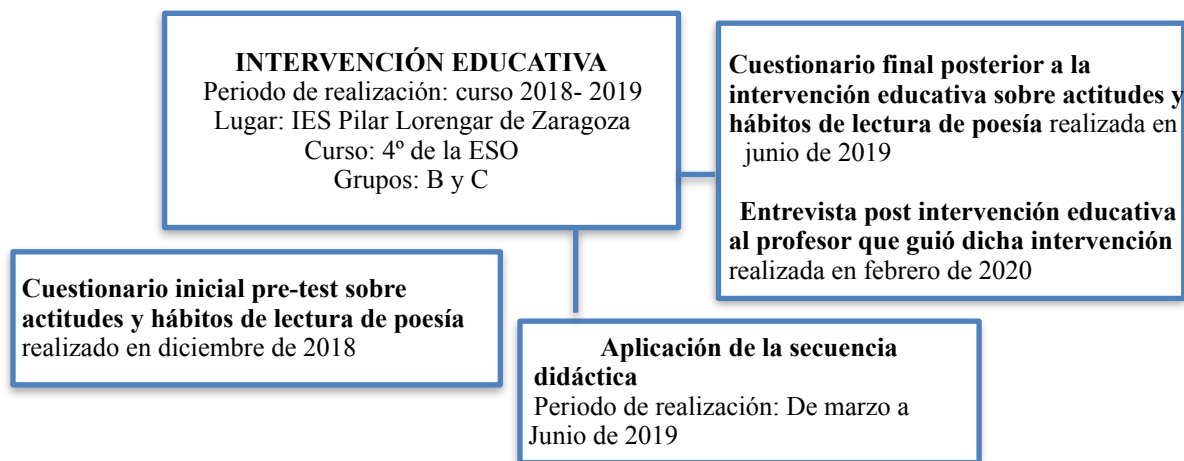 INTERVENCIÓN EDUCATIVA
Periodo de realización: curso 2018- 2019
Lugar: IES Pilar Lorengar de Zaragoza
Curso: 4º de la ESO
Grupos: B y C
Cuestionario final posterior a la
intervención educativa sobre actitudes y
hábitos de lectura de poesía realizada en
junio de 2019
Entrevista post intervención educativa
al profesor que guió dicha intervención
realizada en febrero de 2020
Cuestionario inicial pre-test sobre
actitudes y hábitos de lectura de poesía
realizado en diciembre de 2018
Aplicación de la secuencia
didáctica
Periodo de realización: De marzo a
Junio de 2019